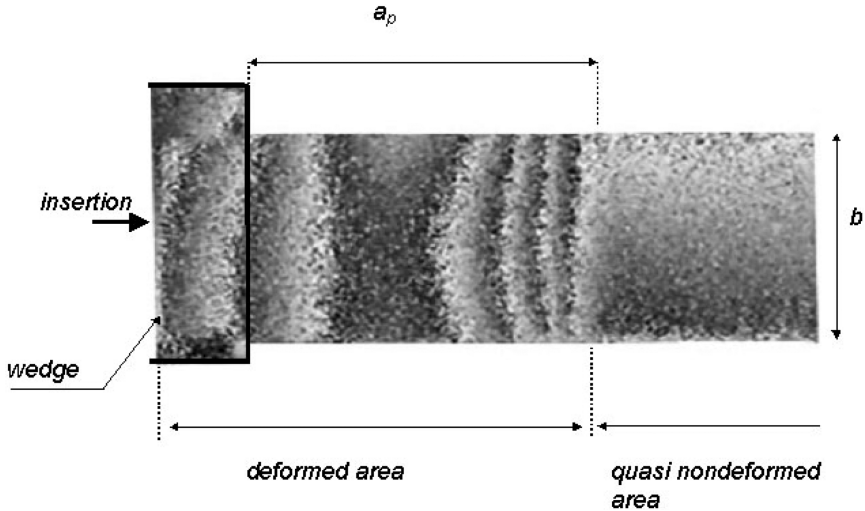 a_p
insertion
b
wedge
deformed area
quasi nondeformed
area